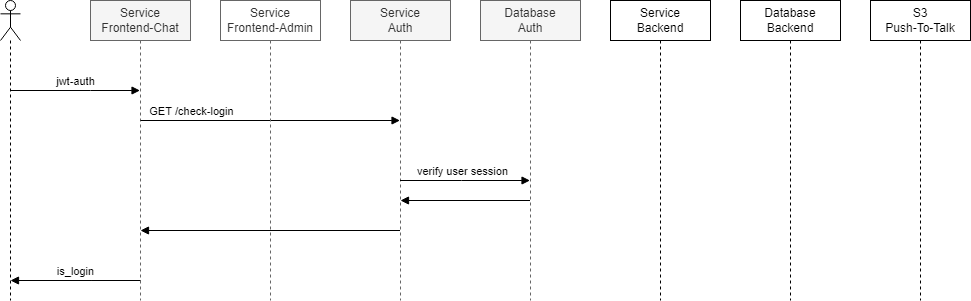 Service
Frontend-Chat
Service
Frontend-Admin
Service
Auth
Database
Auth
Service
Backend
Database
Backend
S3
Push-To-Talk
jwt-auth
GET /check-login
verify user session
is_login